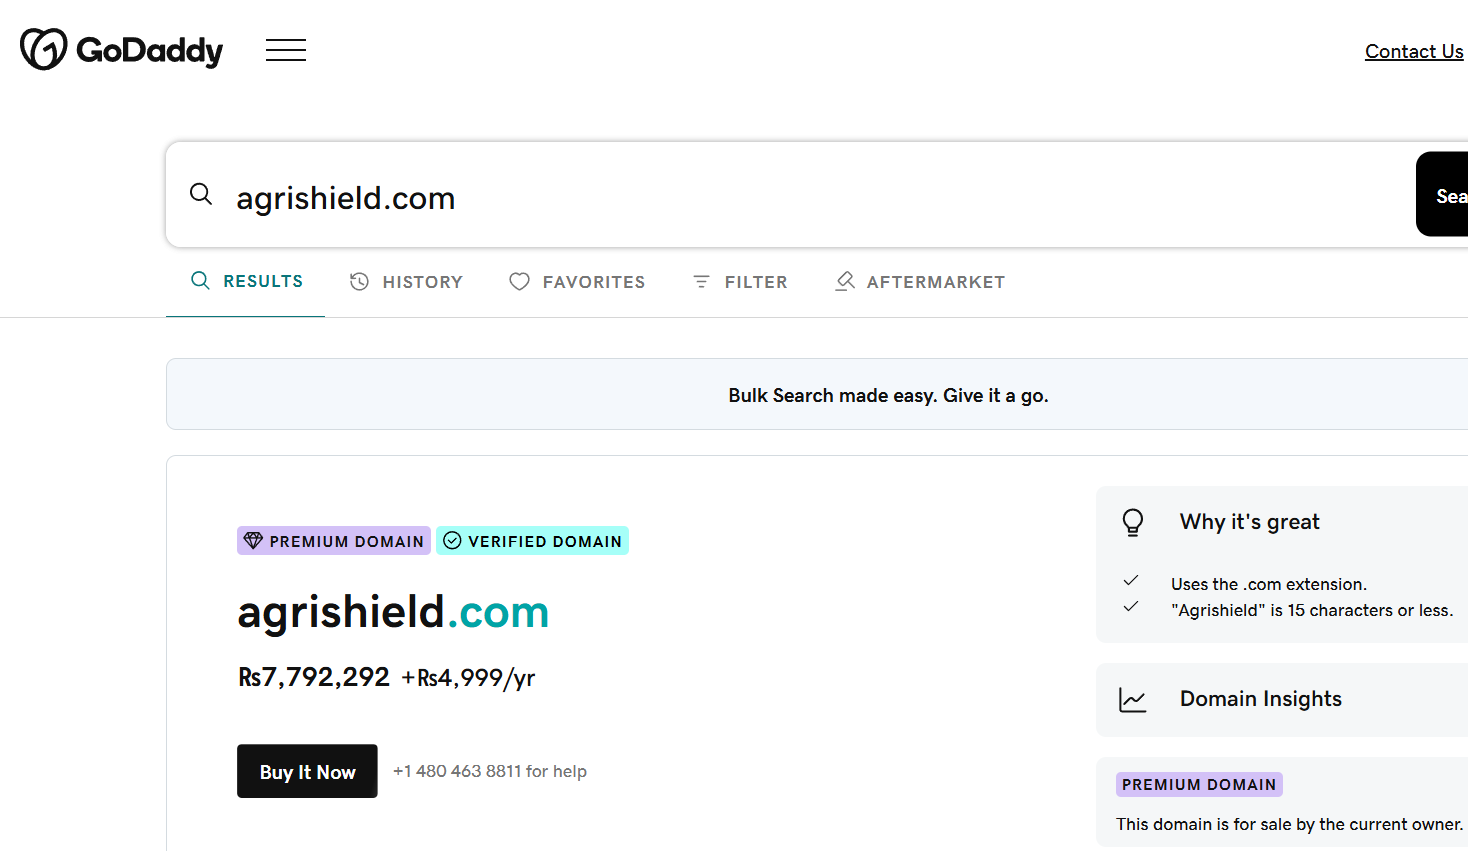 GoDaddy
Contact Us
agrishield.com
Sea
RESULTS
HISTORY
FAVORITES
FILTER
AFTERMARKET
Bulk Search made easy. Give it a go.
PREMIUM DOMAIN
VERIFIED DOMAIN
agrishield.com
₨7,792,292 +₨4,999/yr
Buy It Now
+1 480 463 8811 for help
Why it's great
Uses the .com extension.
"Agrishield" is 15 characters or less.
Domain Insights
PREMIUM DOMAIN
This domain is for sale by the current owner.